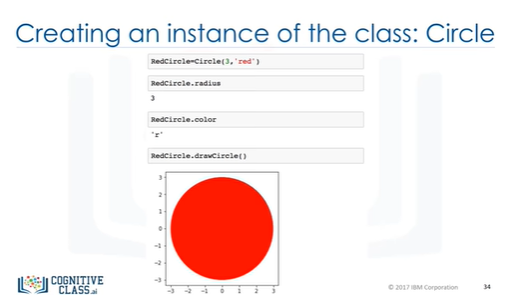 Creating an instance of the class: Circle
RedCircle=Circle(3,'red')
RedCircle.radius
3
RedCircle.color
'r'
RedCircle.drawCircle()
3
2
1
0
-1
-2
-3
-3 -2 -1 0 1 2 3
COGNITIVE
CLASS.ai
© 2017 IBM Corporation 34